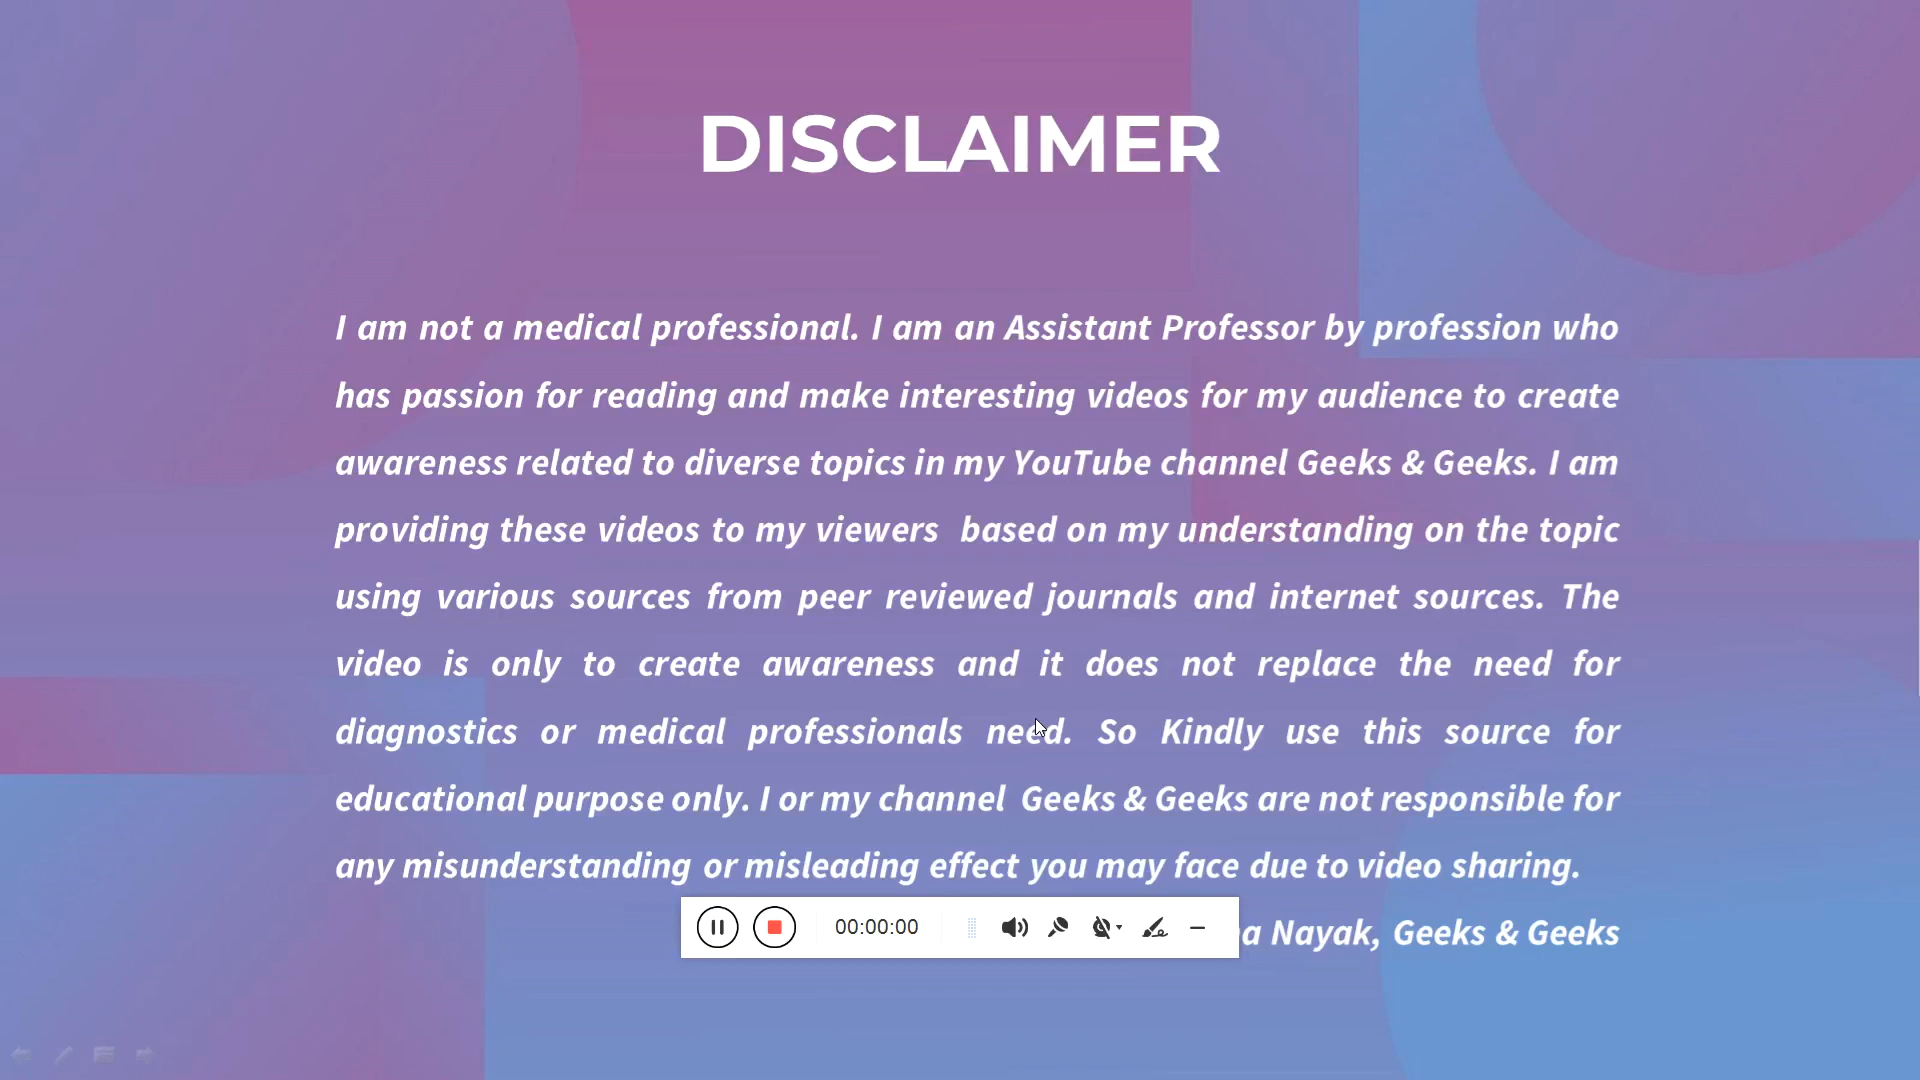 DISCLAIMER
I am not a medical professional. I am an Assistant Professor by profession who
has passion for reading and make interesting videos for my audience to create
awareness related to diverse topics in my YouTube channel Geeks & Geeks. I am
providing these videos to my viewers based on my understanding on the topic
using various sources from peer reviewed journals and internet sources. The
video is only to create awareness and it does not replace the need for
diagnostics or medical professionals need. So Kindly use this source for
educational purpose only. I or my channel Geeks & Geeks are not responsible for
any misunderstanding or misleading effect you may face due to video sharing.
Nayak, Geeks & Geeks
00:00:00